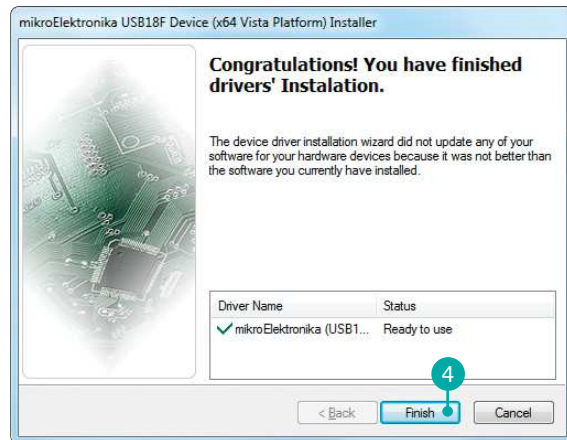 mikroElektronika USB18F Device (x64 Vista Platform) Installer
Congratulations! You have finished
drivers' Instalation.
The device driver installation wizard did not update any of your
software for your hardware devices because it was not better than
the software you currently have installed.
Driver Name Status
mikroElektronika (USB1... Ready to use
4
< Back Finish Cancel